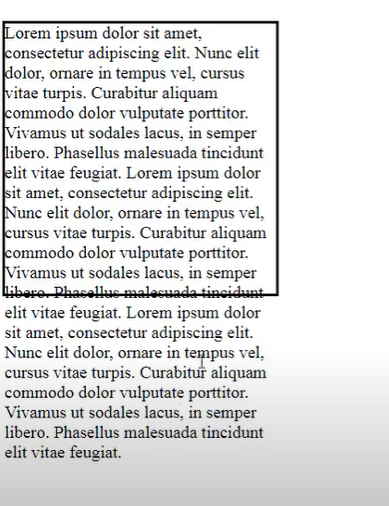 Lorem ipsum dolor sit amet,
consectetur adipiscing elit. Nunc elit
dolor, ornare in tempus vel, cursus
vitae turpis. Curabitur aliquam
commodo dolor vulputate porttitor.
Vivamus ut sodales lacus, in semper
libero. Phasellus malesuada tincidunt
elit vitae feugiat. Lorem ipsum dolor
sit amet, consectetur adipiscing elit.
Nunc elit dolor, ornare in tempus vel,
cursus vitae turpis. Curabitur aliquam
commodo dolor vulputate porttitor.
Vivamus ut sodales lacus, in semper
libero. Phasellus malesuada tincidunt
elit vitae feugiat. Lorem ipsum dolor
sit amet, consectetur adipiscing elit.
Nunc elit dolor, ornare in tempus vel,
cursus vitae turpis. Curabitur aliquam
commodo dolor vulputate porttitor.
Vivamus ut sodales lacus, in semper
libero. Phasellus malesuada tincidunt
elit vitae feugiat.